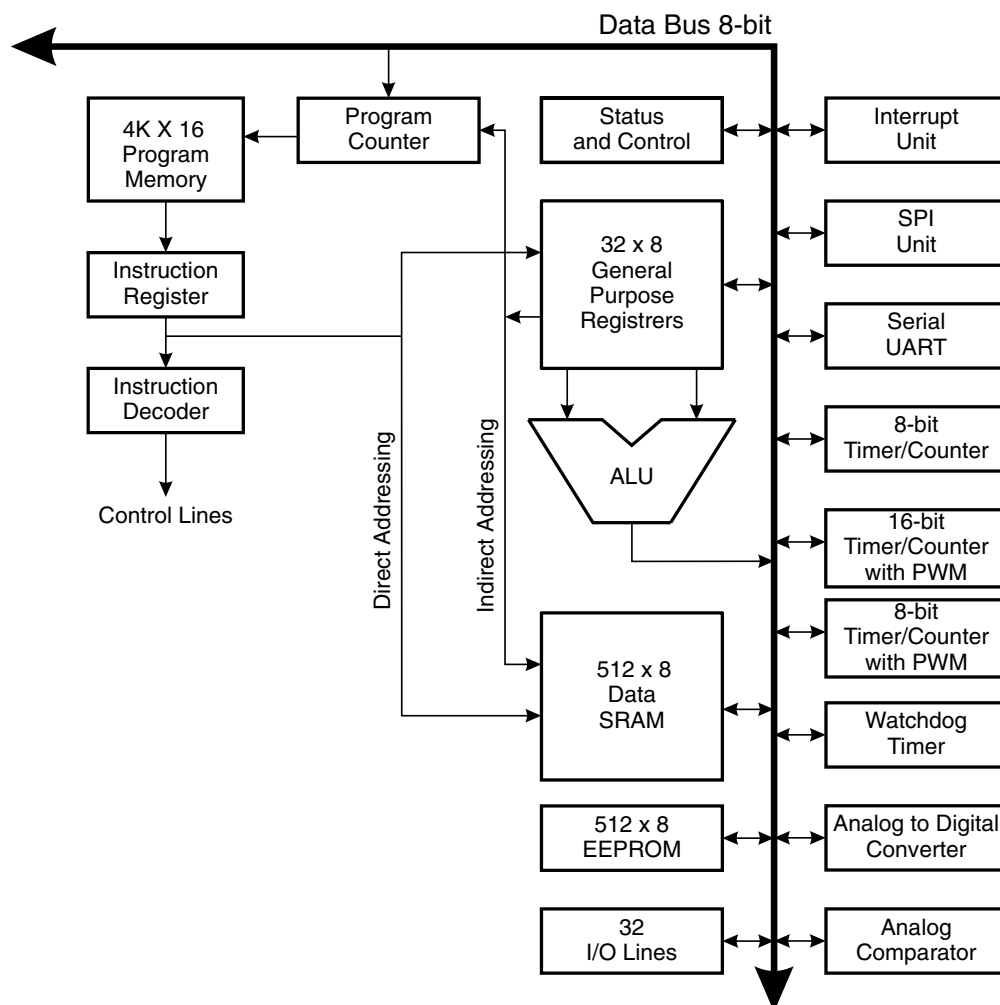 Data Bus 8-bit
4K X 16
Program
Memory
Program
Counter
Status
and Control
Interrupt
Unit
Instruction
Register
32 x 8
General
Purpose
Registrers
SPI
Unit
Serial
UART
Instruction
Decoder
Control Lines
Direct Addressing
Indirect Addressing
ALU
8-bit
Timer/Counter
16-bit
Timer/Counter
with PWM
8-bit
Timer/Counter
with PWM
512 x 8
Data
SRAM
Watchdog
Timer
512 x 8
EEPROM
Analog to Digital
Converter
32
I/O Lines
Analog
Comparator